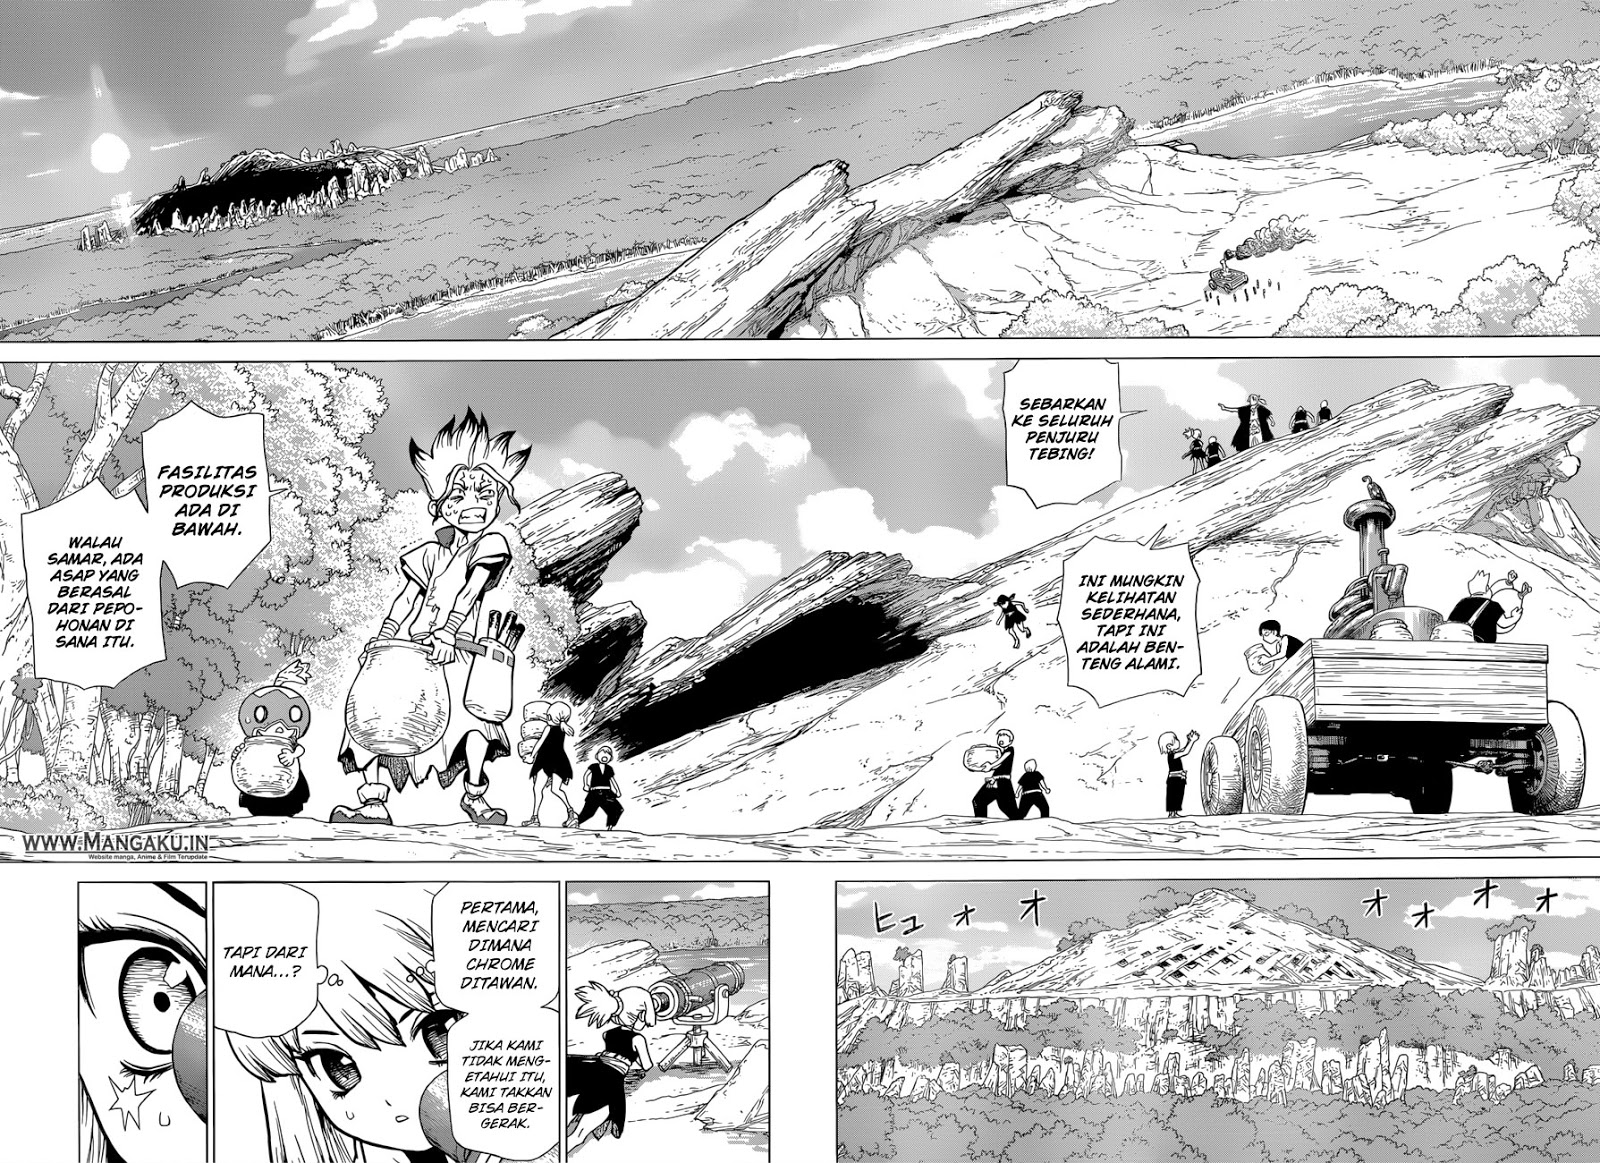 SEBARKAN
KE SELURUH
PENJURU
TEBING!
INI MUNGKIN
KELIHATAN
SEDERHANA,
TAPI INI
ADALAH BEN-
TENG ALAMI.
FASILITAS
PRODUKSI
ADA DI
BAWAH.
WALAU
SAMAR, ADA
ASAP YANG
BERASAL
DARI PEPO-
HONAN DI
SANA ITU.
WWW.MANGAKU.IN
Website manga, Anime & Film Terupdate
ヒュォォ
ォォォォ
PERTAMA,
MENCARI
DIMANA
CHROME
DITAWAN.
JIKA KAMI
TIDAK MENG-
ETAHUI ITU,
KAMI TAKKAN
BISA BER-
GERAK.
TAPI DARI
MANA...?